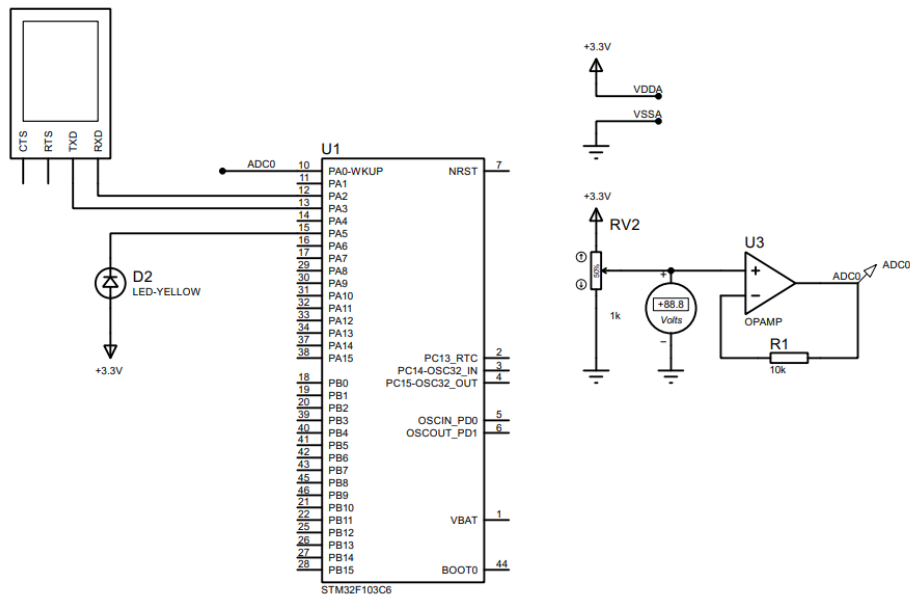 CTS
RTS
TXD
RXD
U1
ADC0
10 PA0-WKUP
11 PA1
12 PA2
13 PA3
14 PA4
15 PA5
16 PA6
17 PA7
29 PA8
30 PA9
31 PA10
32 PA11
33 PA12
34 PA13
37 PA14
38 PA15
18 PB0
19 PB1
20 PB2
39 PB3
40 PB4
41 PB5
42 PB6
43 PB7
45 PB8
46 PB9
21 PB10
22 PB11
25 PB12
26 PB13
27 PB14
28 PB15
NRST 7
PC13_RTC 2
PC14-OSC32_IN 3
PC15-OSC32_OUT 4
OSCIN_PD0 5
OSCOUT_PD1 6
VBAT 1
BOOT0 44
STM32F103C6
D2
LED-YELLOW
+3.3V
+3.3V
VDDA
VSSA
+3.3V
RV2
50%
1k
+
+88.8
Volts
−
U3
+
−
OPAMP
ADC0
ADC0
R1
10k